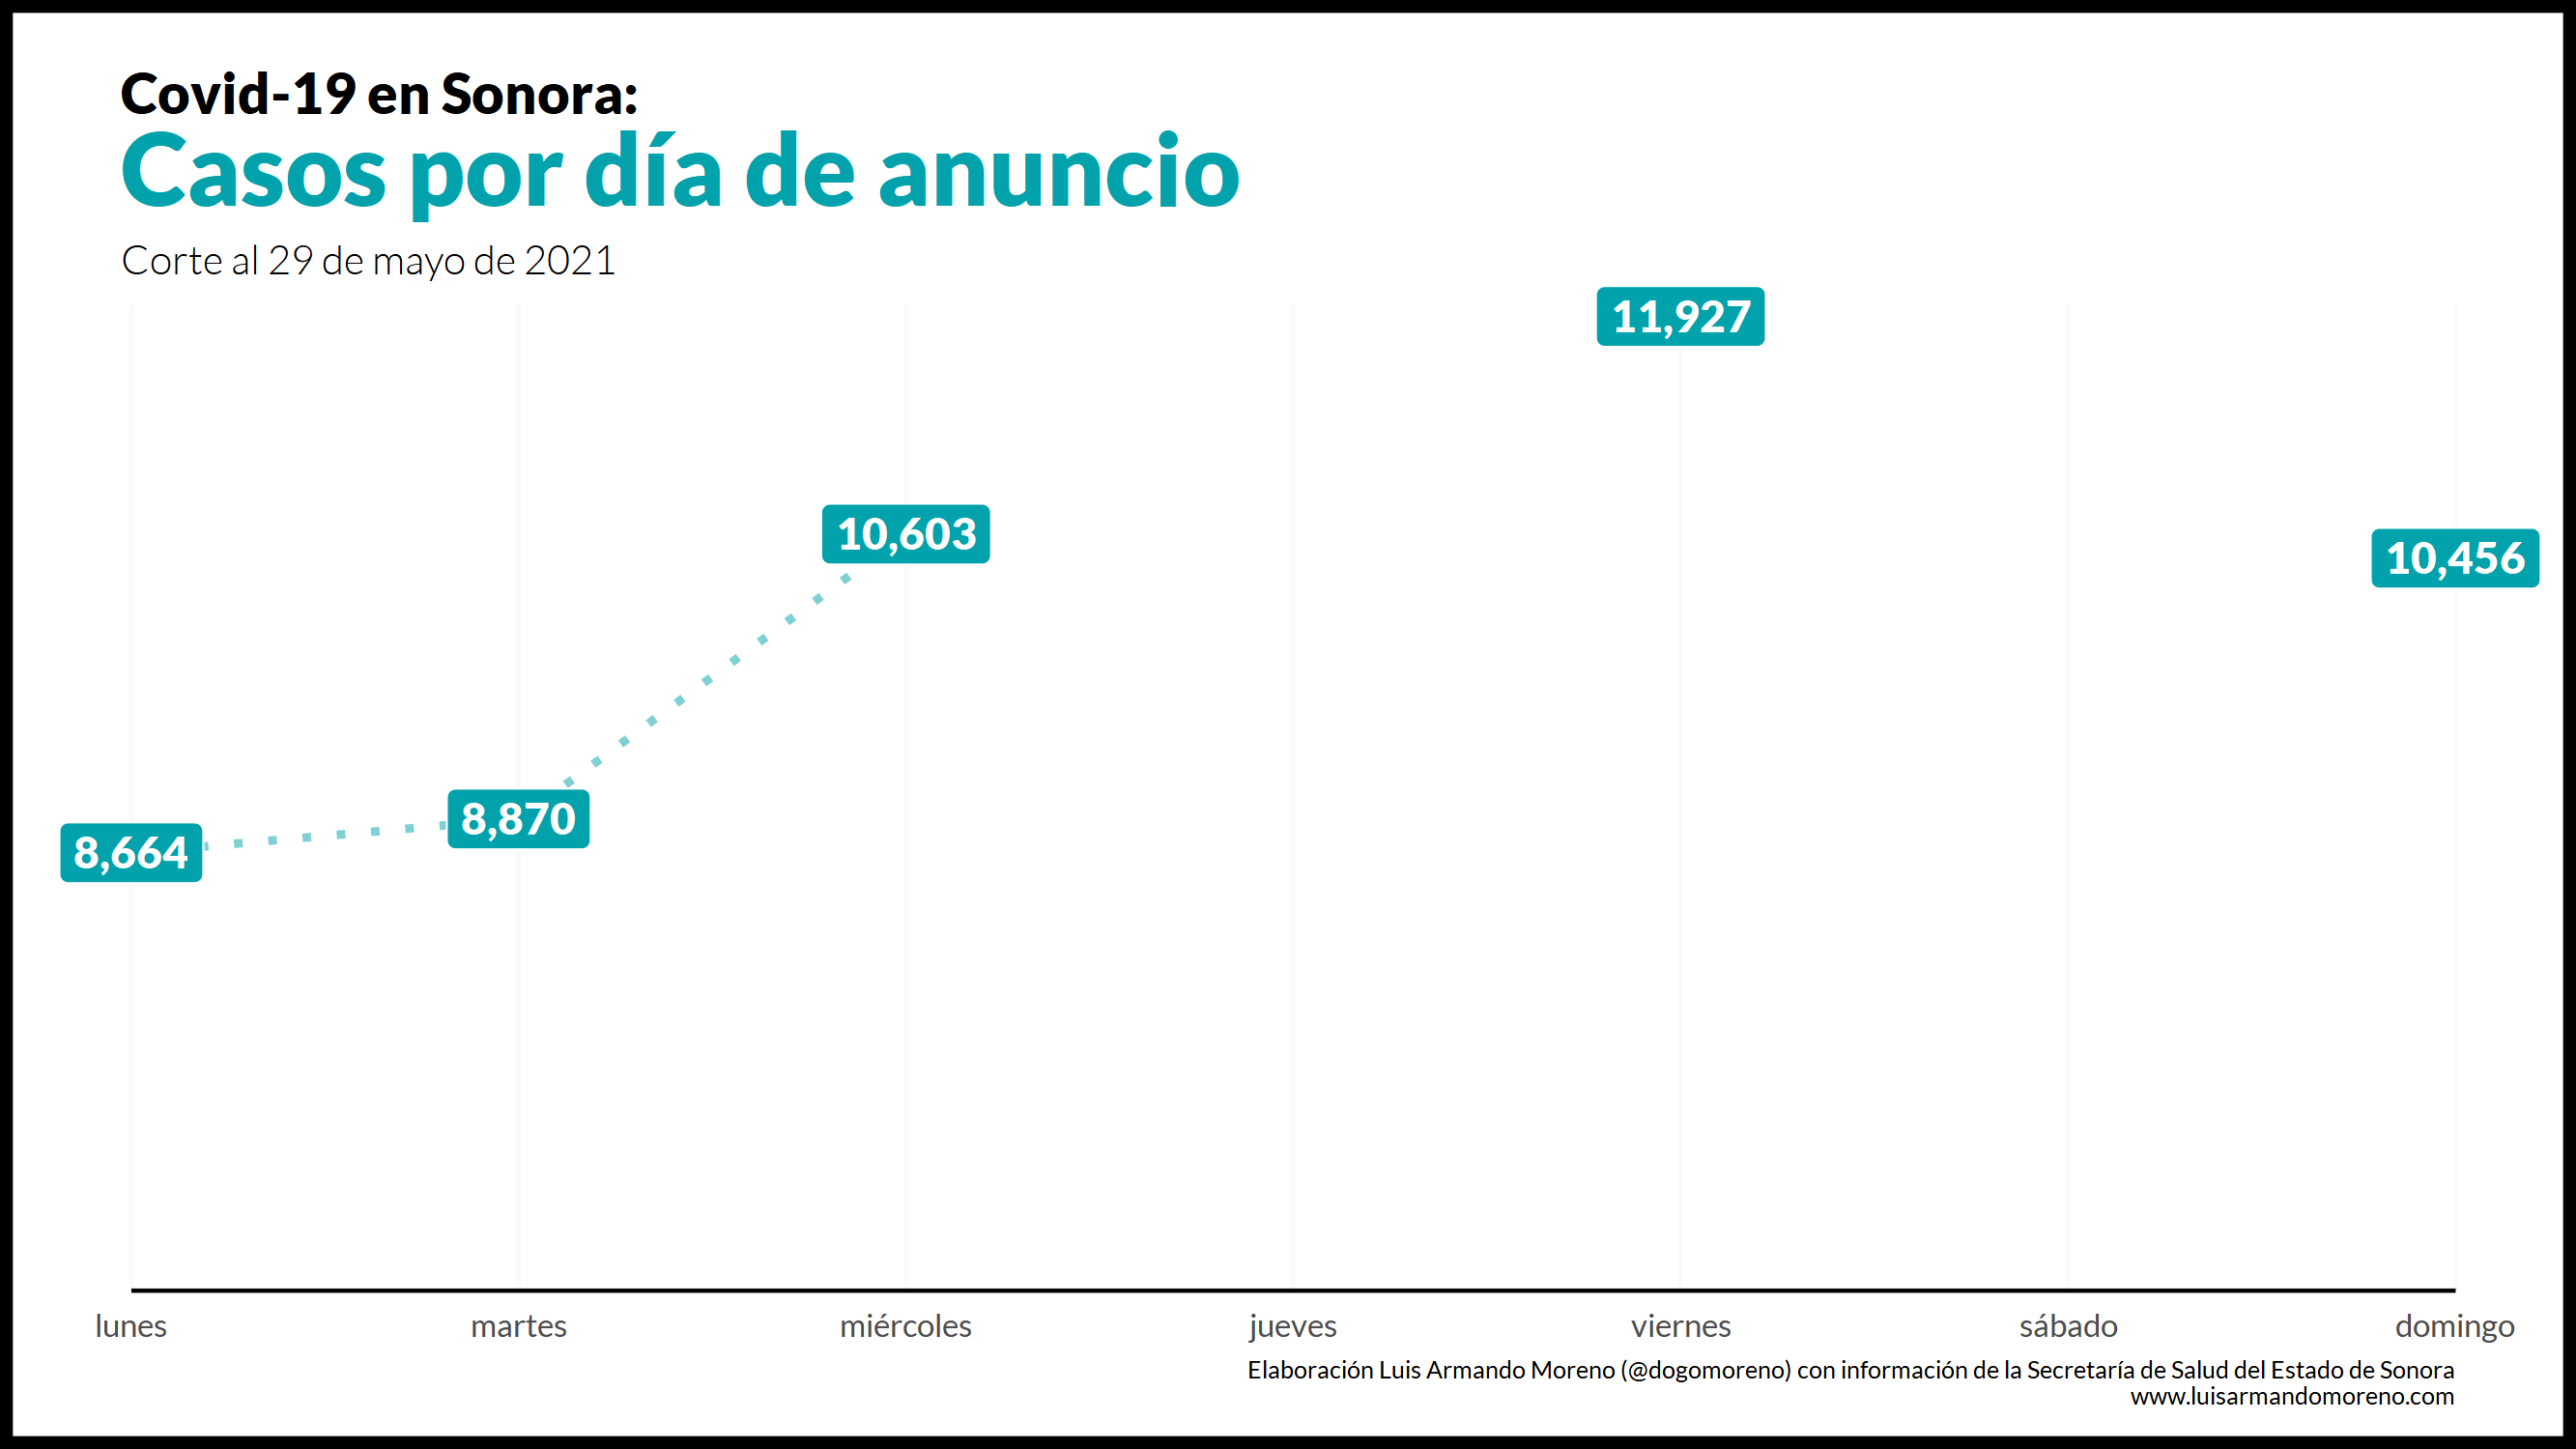 Covid-19 en Sonora:
Casos por día de anuncio
Corte al 29 de mayo de 2021
11,927
10,603
10,456
8,870
8,664
lunes martes miércoles jueves viernes sábado domingo
Elaboración Luis Armando Moreno (@dogomoreno) con información de la Secretaría de Salud del Estado de Sonora
www.luisarmandomoreno.com